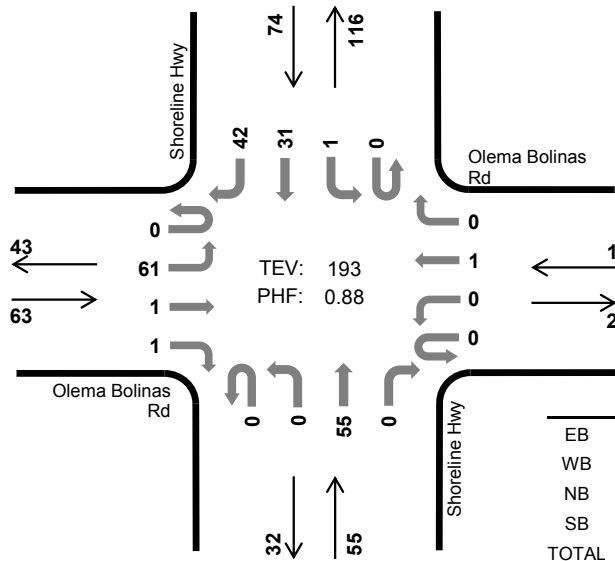 74
116
Shoreline Hwy
42
31
1
0
Olema Bolinas
Rd
0
0
43
61
TEV: 193
1
1
63
1
PHF: 0.88
0
2
1
0
Olema Bolinas
Rd
0
0
55
0
Shoreline Hwy
EB
WB
NB
SB
32
55
TOTAL